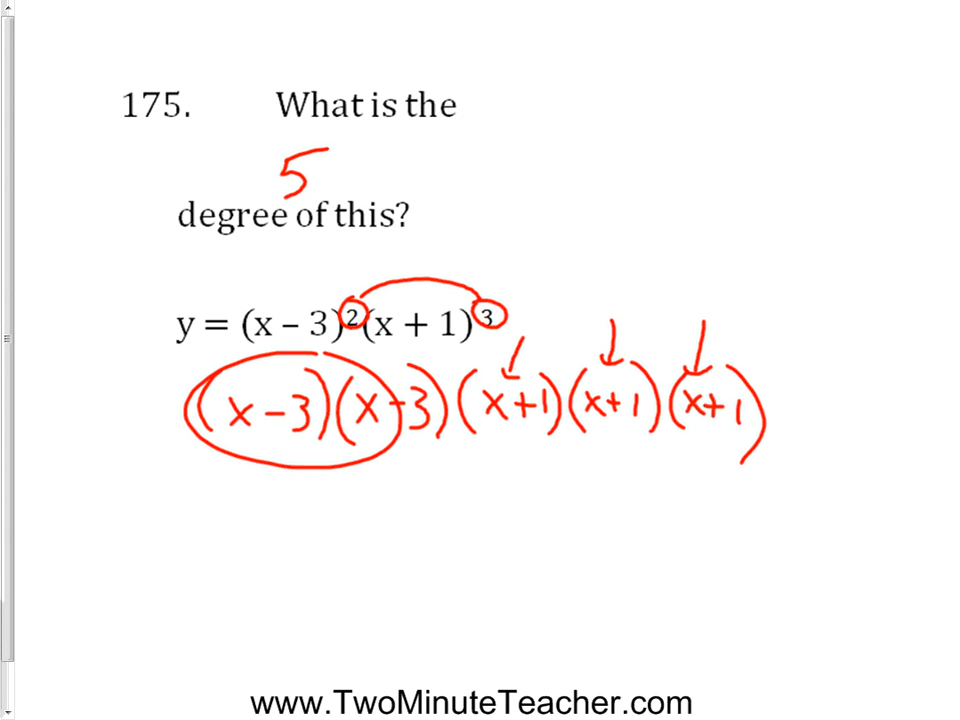 175. What is the
5
degree of this?
y = (x – 3)²(x + 1)³
(x-3)(x-3)(x+1)(x+1)(x+1)
www.TwoMinuteTeacher.com